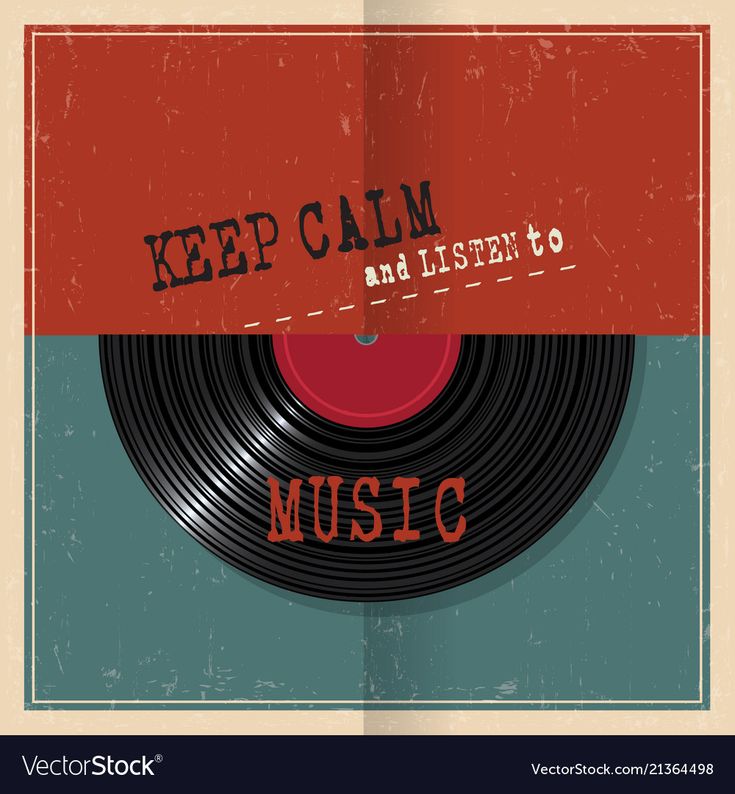 KEEP CALM
and LISTEN to
MUSIC
VectorStock®
VectorStock.com/21364498